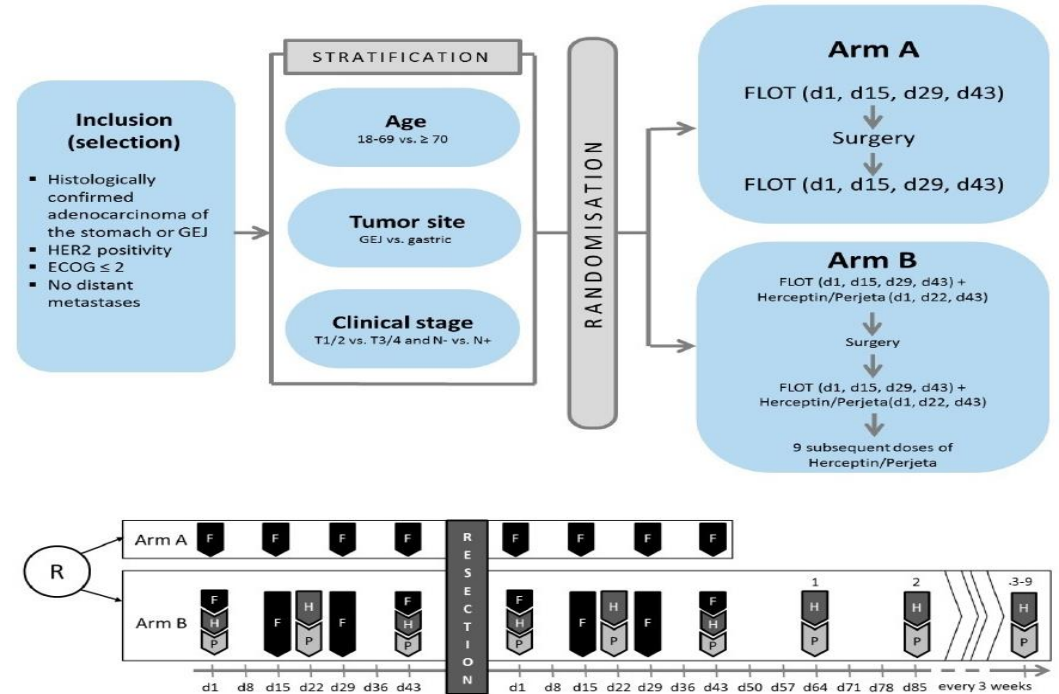 Inclusion
(selection)
▪ Histologically
confirmed
adenocarcinoma of
the stomach or GEJ
▪ HER2 positivity
▪ ECOG ≤ 2
▪ No distant
metastases
STRATIFICATION
Age
18-69 vs. ≥ 70
Tumor site
GEJ vs. gastric
Clinical stage
T1/2 vs. T3/4 and N- vs. N+
RANDOMISATION
Arm A
FLOT (d1, d15, d29, d43)
Surgery
FLOT (d1, d15, d29, d43)
Arm B
FLOT (d1, d15, d29, d43) +
Herceptin/Perjeta (d1, d22, d43)
Surgery
FLOT (d1, d15, d29, d43) +
Herceptin/Perjeta(d1, d22, d43)
9 subsequent doses of
Herceptin/Perjeta
R
Arm A
F F F F
RESECTION
F F F F
Arm B
F H P F H P F F H P
F H P F H P F F H P
1 H P
2 H P
-3-9 H P
d1 d8 d15 d22 d29 d36 d43 d1 d8 d15 d22 d29 d36 d43 d50 d57 d64 d71 d78 d85 every 3 weeks